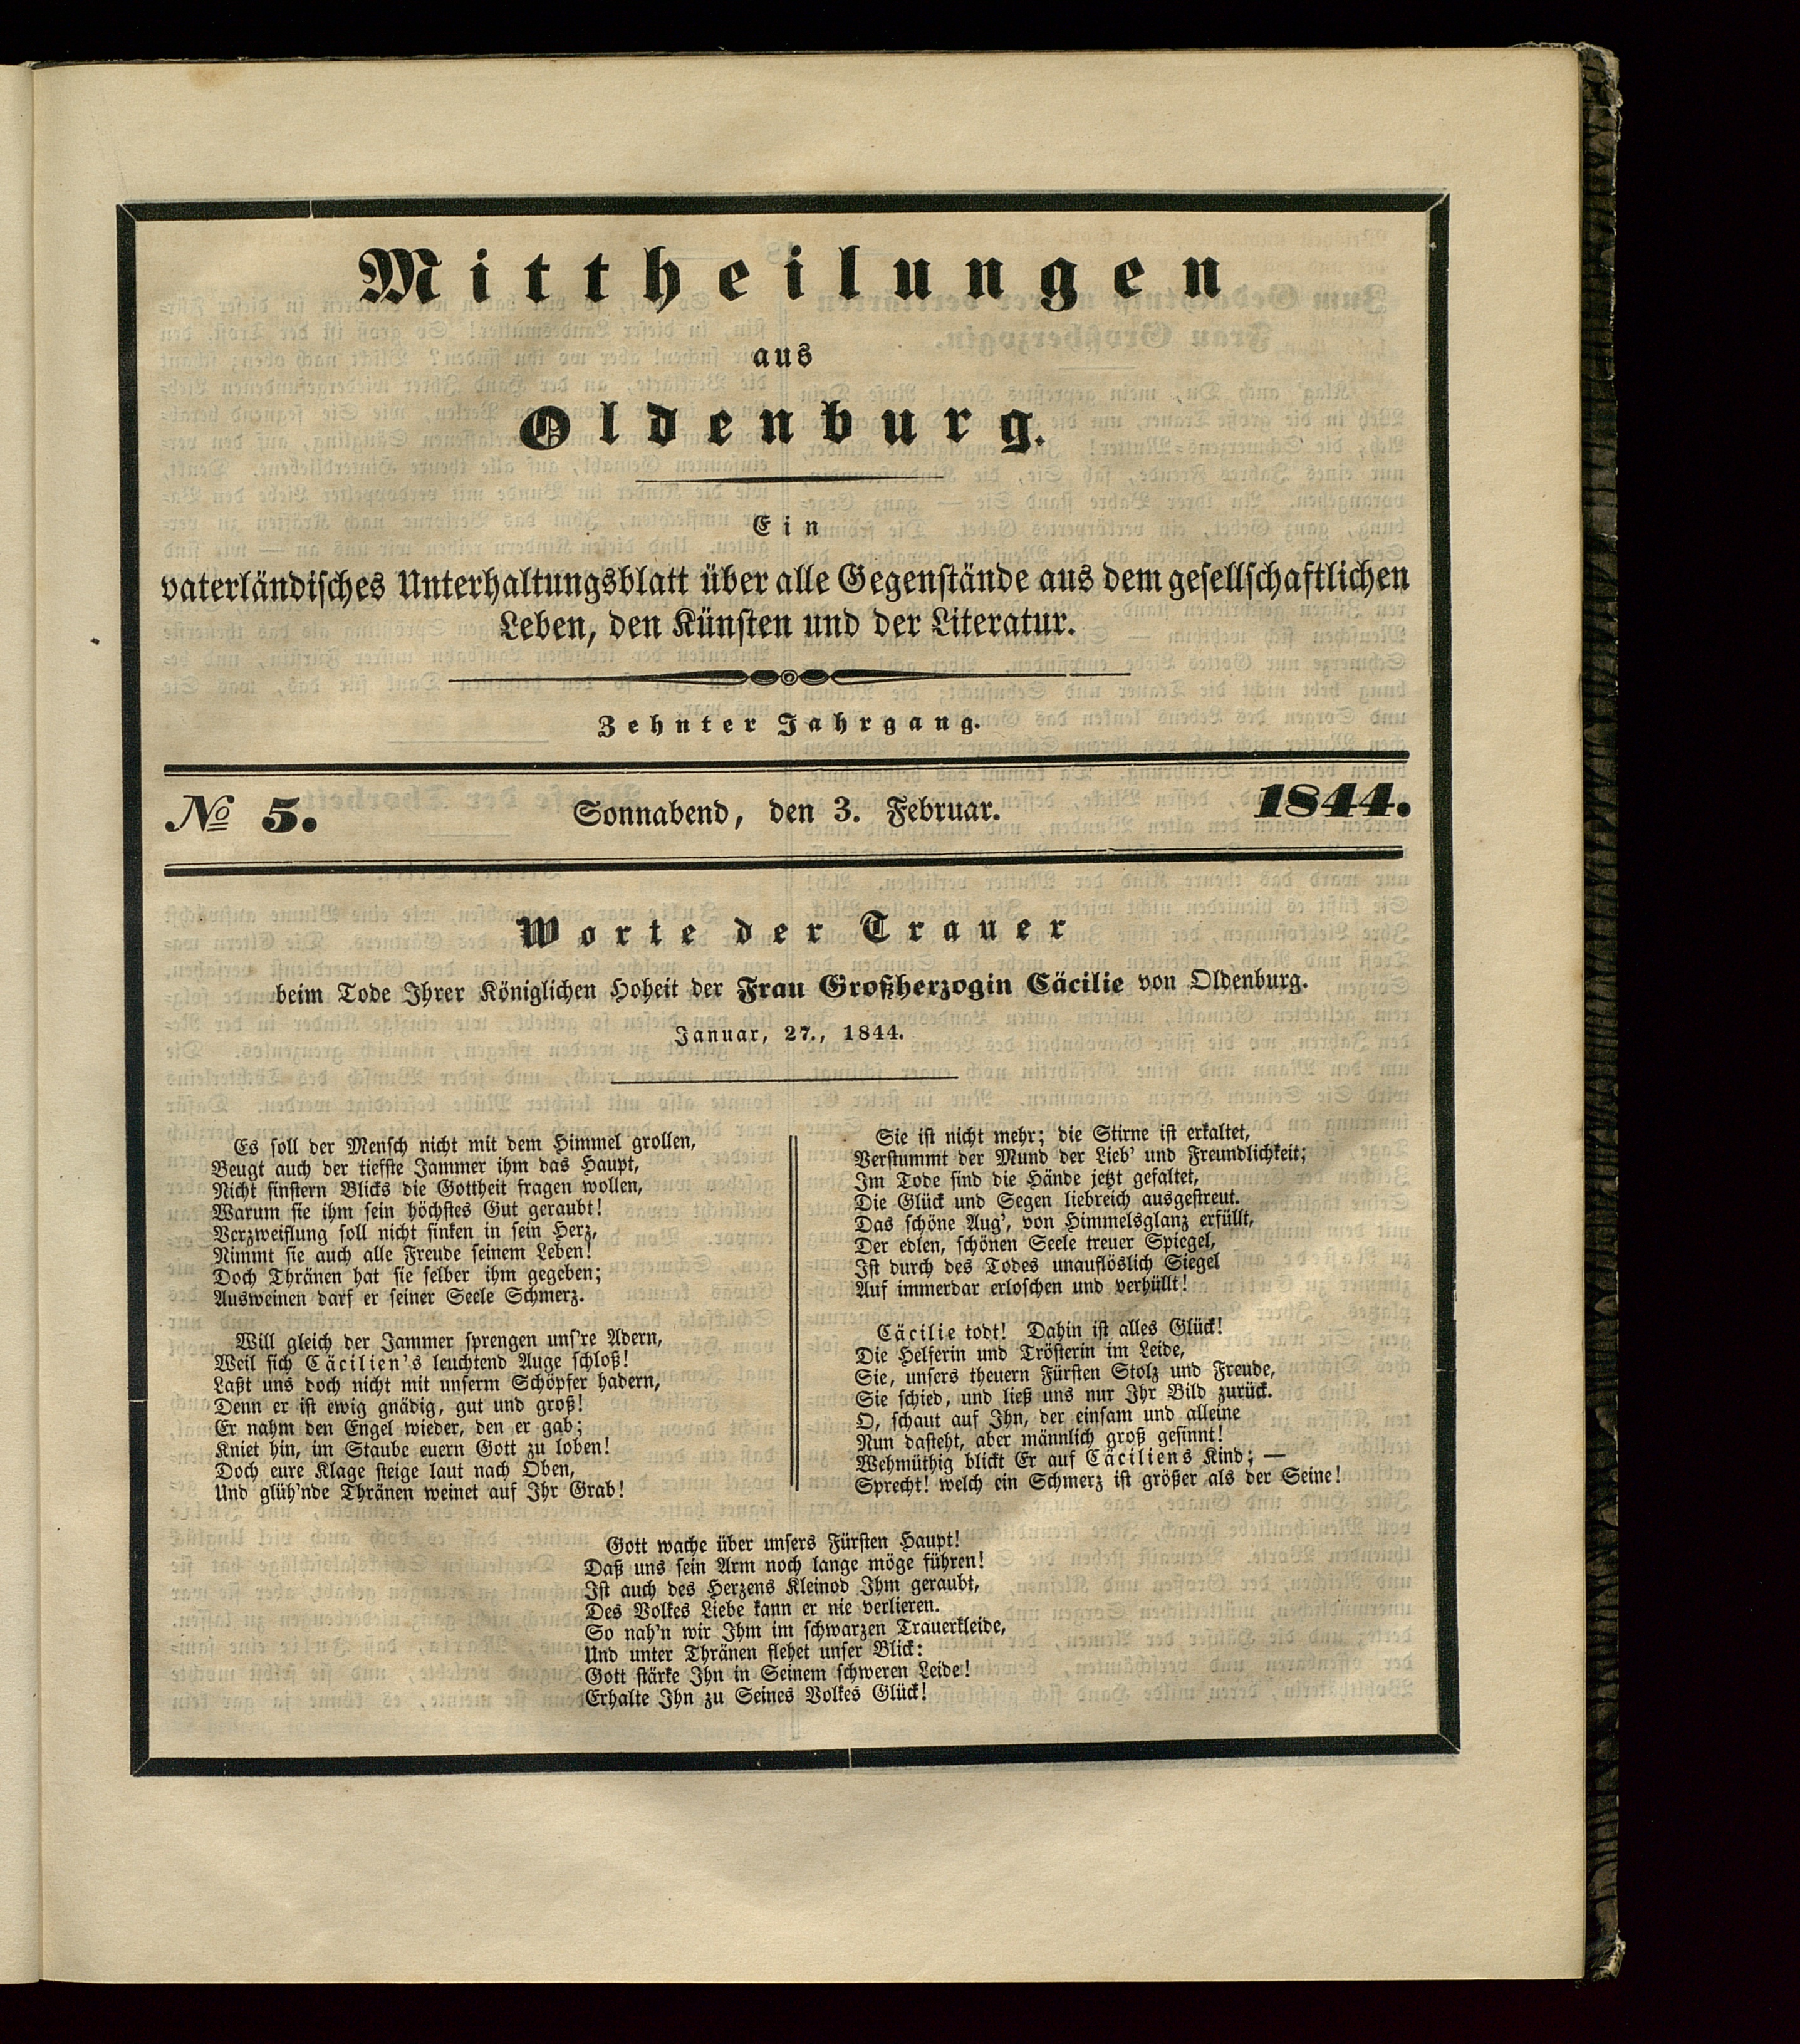 Mittheilungen
aus
Oldenburg.
Ein
vaterländisches Unterhaltungsblatt über alle Gegenstände aus dem gesellschaftlichen
Leben, den Künsten und der Literatur.
Zehnter Jahrgang.
№ 5. Sonnabend, den 3. Februar. 1844.
Worte der Trauer
beim Tode Ihrer Königlichen Hoheit der Frau Großherzogin Cäcilie von Oldenburg.
Januar, 27., 1844.
Es soll der Mensch nicht mit dem Himmel grollen,
Beugt auch der tiefste Jammer ihm das Haupt,
Nicht finstern Blicks die Gottheit fragen wollen,
Warum sie ihm sein höchstes Gut geraubt!
Verzweiflung soll nicht sinken in sein Herz,
Nimmt sie auch alle Freude seinem Leben!
Doch Thränen hat sie selber ihm gegeben;
Ausweinen darf er seiner Seele Schmerz.
Will gleich der Jammer sprengen uns're Adern,
Weil sich Cäcilien's leuchtend Auge schloß!
Laßt uns doch nicht mit unserm Schöpfer hadern,
Denn er ist ewig gnädig, gut und groß!
Er nahm den Engel wieder, den er gab;
Kniet hin, im Staube euern Gott zu loben!
Doch eure Klage steige laut nach Oben,
Und glüh'nde Thränen weinet auf Ihr Grab!
Sie ist nicht mehr; die Stirne ist erkaltet,
Verstummt der Mund der Lieb' und Freundlichkeit;
Im Tode sind die Hände jetzt gefaltet,
Die Glück und Segen liebreich ausgestreut.
Das schöne Aug', von Himmelsglanz erfüllt,
Der edlen, schönen Seele treuer Spiegel,
Ist durch des Todes unauflöslich Siegel
Auf immerdar erloschen und verhüllt!
Cäcilie todt! Dahin ist alles Glück!
Die Helferin und Trösterin im Leide,
Sie, unsers theuern Fürsten Stolz und Freude,
Sie schied, und ließ uns nur Ihr Bild zurück.
O, schaut auf Ihn, der einsam und alleine
Nun dasteht, aber männlich groß gesinnt!
Wehmüthig blickt Er auf Cäciliens Kind; —
Sprecht! welch ein Schmerz ist größer als der Seine!
Gott wache über unsers Fürsten Haupt!
Daß uns sein Arm noch lange möge führen!
Ist auch des Herzens Kleinod Ihm geraubt,
Des Volkes Liebe kann er nie verlieren.
So nah'n wir Ihm im schwarzen Trauerkleide,
Und unter Thränen flehet unser Blick:
Gott stärke Ihn in Seinem schweren Leide!
Erhalte Ihn zu Seines Volkes Glück!